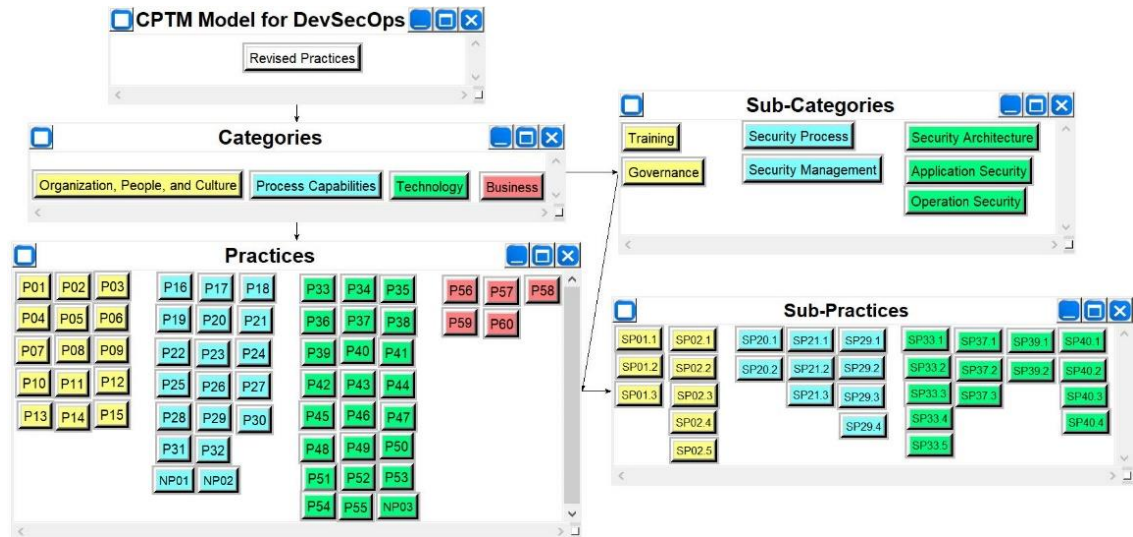 CPTM Model for DevSecOps
Revised Practices
Categories
Organization, People, and Culture Process Capabilities Technology Business
Sub-Categories
Training Security Process Security Architecture
Governance Security Management Application Security
Operation Security
Practices
P01 P02 P03 P16 P17 P18 P33 P34 P35 P56 P57 P58
P04 P05 P06 P19 P20 P21 P36 P37 P38 P59 P60
P07 P08 P09 P22 P23 P24 P39 P40 P41
P10 P11 P12 P25 P26 P27 P42 P43 P44
P13 P14 P15 P28 P29 P30 P45 P46 P47
P31 P32 P48 P49 P50
NP01 NP02 P51 P52 P53
P54 P55 NP03
Sub-Practices
SP01.1 SP02.1 SP20.1 SP21.1 SP29.1 SP33.1 SP37.1 SP39.1 SP40.1
SP01.2 SP02.2 SP20.2 SP21.2 SP29.2 SP33.2 SP37.2 SP39.2 SP40.2
SP01.3 SP02.3 SP21.3 SP29.3 SP33.3 SP37.3 SP40.3
SP02.4 SP29.4 SP33.4 SP40.4
SP02.5 SP33.5